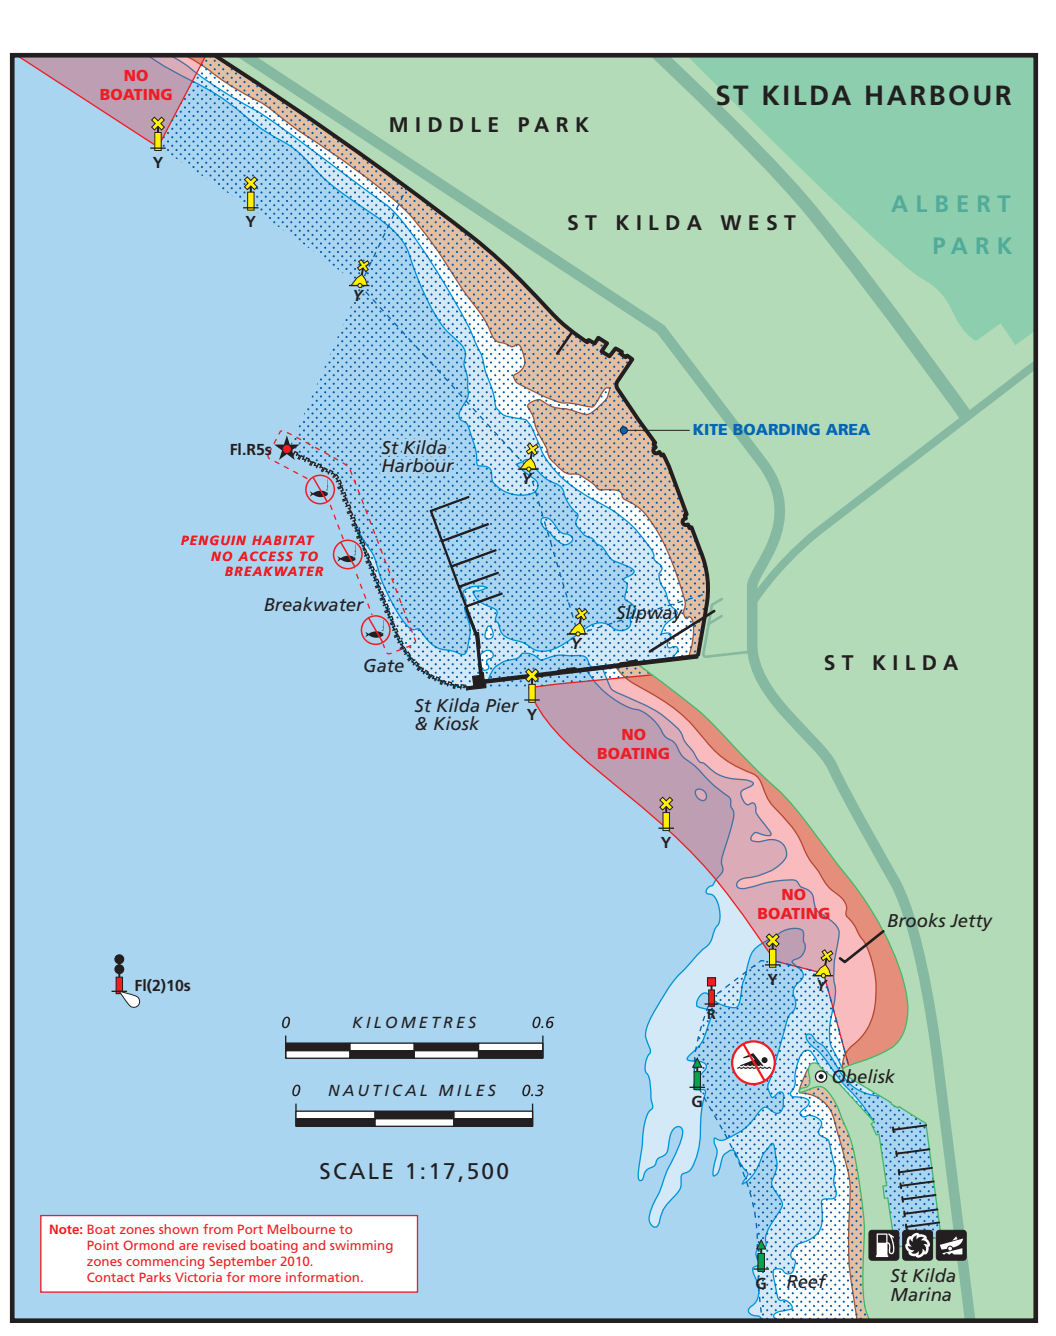 NO
BOATING
ST KILDA HARBOUR
MIDDLE PARK
Y
Y
ST KILDA WEST
ALBERT
PARK
Y
KITE BOARDING AREA
Fl.R5s
St Kilda
Harbour
Y
PENGUIN HABITAT
NO ACCESS TO
BREAKWATER
Breakwater
Slipway
Y
Gate
ST KILDA
St Kilda Pier
& Kiosk
Y
NO
BOATING
Y
NO
BOATING
Brooks Jetty
Y
Y
Fl(2)10s
R
0 KILOMETRES 0.6
0 NAUTICAL MILES 0.3
G
Obelisk
SCALE 1:17,500
Note: Boat zones shown from Port Melbourne to
Point Ormond are revised boating and swimming
zones commencing September 2010.
Contact Parks Victoria for more information.
G
Reef
St Kilda
Marina